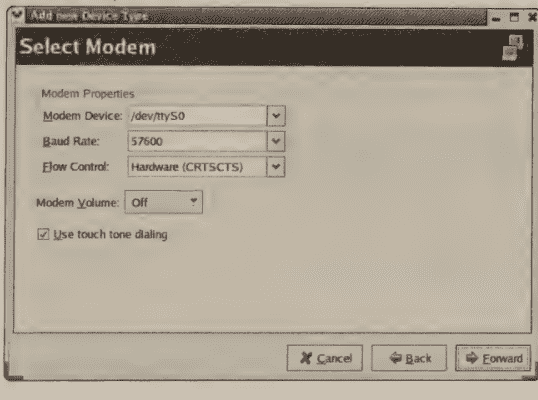 Add new Device Type
Select Modem
Modem Properties
Modem Device: /dev/ttyS0
Baud Rate: 57600
Flow Control: Hardware (CRTSCTS)
Modem Volume: Off
Use touch tone dialing
Cancel Back Forward